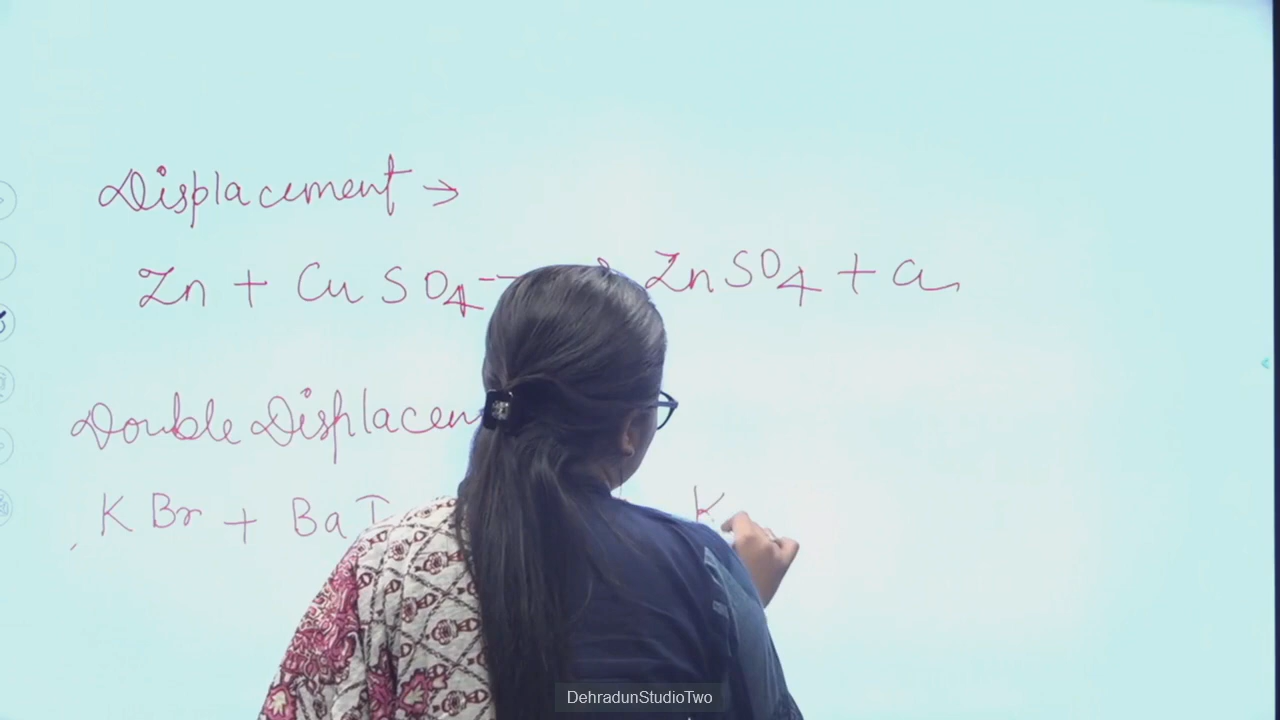 Displacement →
Zn + CuSO₄ → ZnSO₄ + Cu
Double Displacem
KBr + BaI K
DehradunStudioTwo